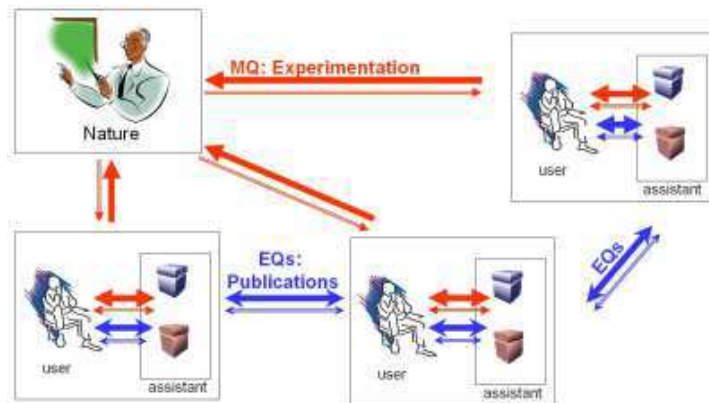 MQ: Experimentation
Nature
user
assistant
EQs:
Publications
EQs
user
assistant
user
assistant